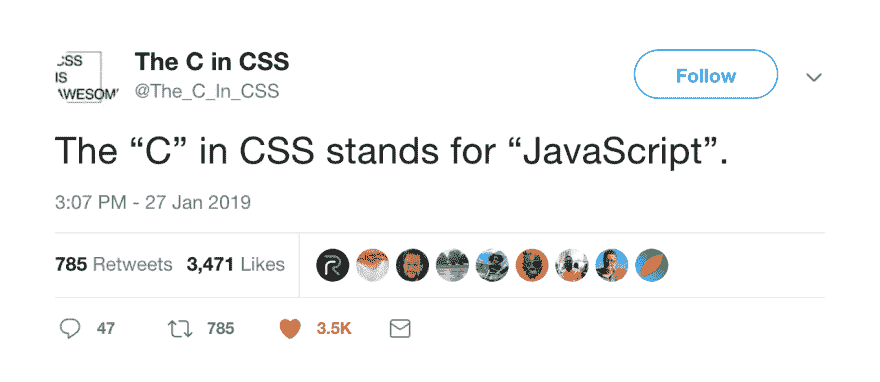 CSS
IS
AWESOM
The C in CSS
@The_C_In_CSS
Follow
The “C” in CSS stands for “JavaScript”.
3:07 PM - 27 Jan 2019
785 Retweets 3,471 Likes
47 785 3.5K